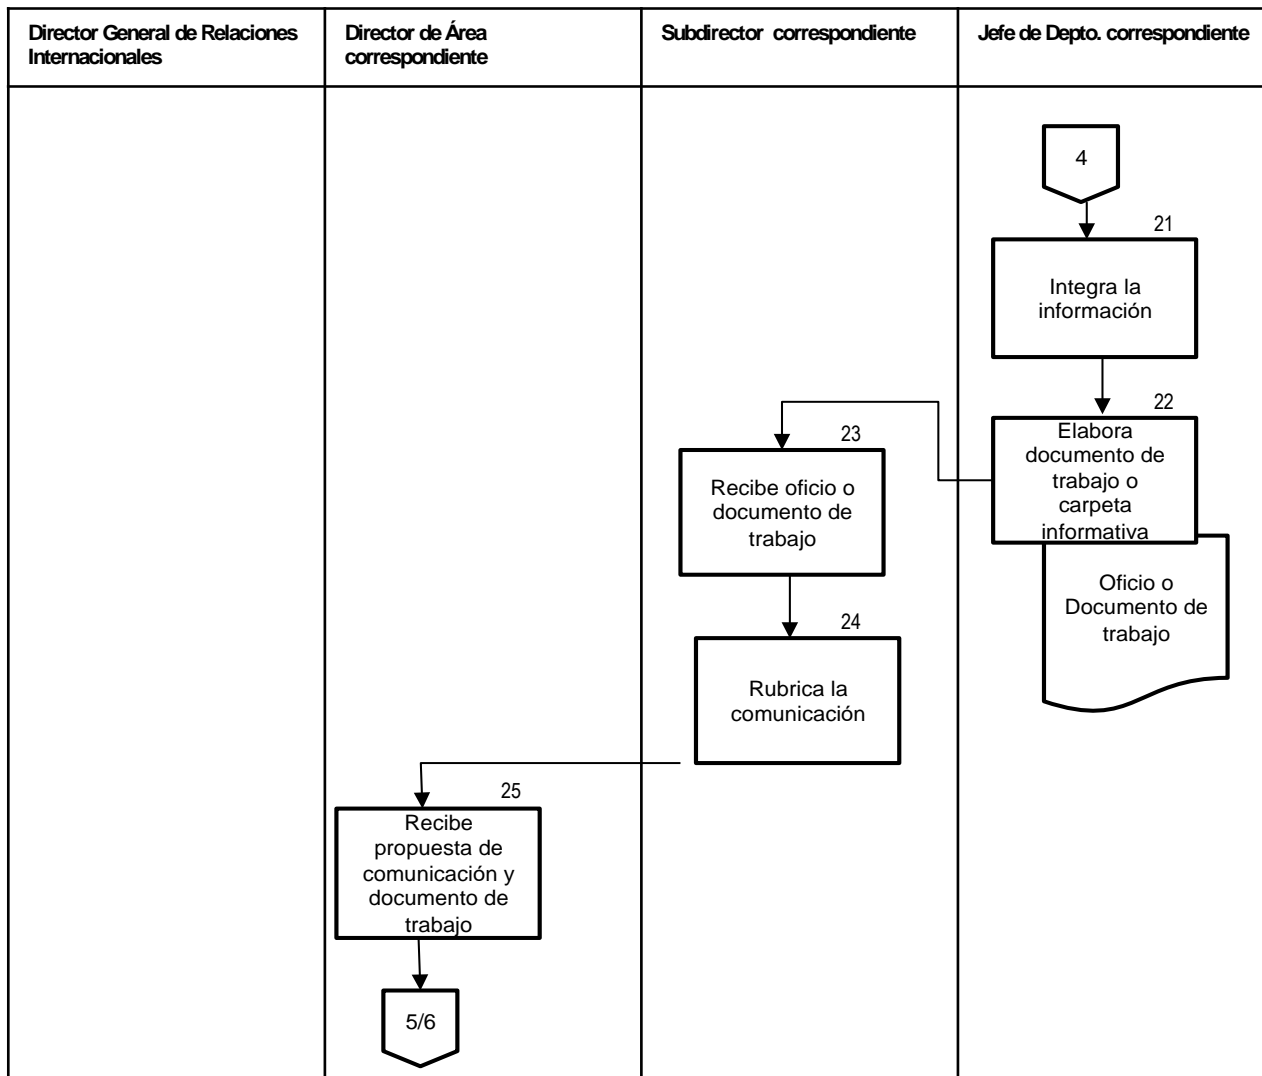 Director General de Relaciones
Internacionales
Director de Área
correspondiente
Subdirector correspondiente
Jefe de Depto. correspondiente
4
21
Integra la
información
22
Elabora
documento de
trabajo o
carpeta
informativa
Oficio o
Documento de
trabajo
23
Recibe oficio o
documento de
trabajo
24
Rubrica la
comunicación
25
Recibe
propuesta de
comunicación y
documento de
trabajo
5/6